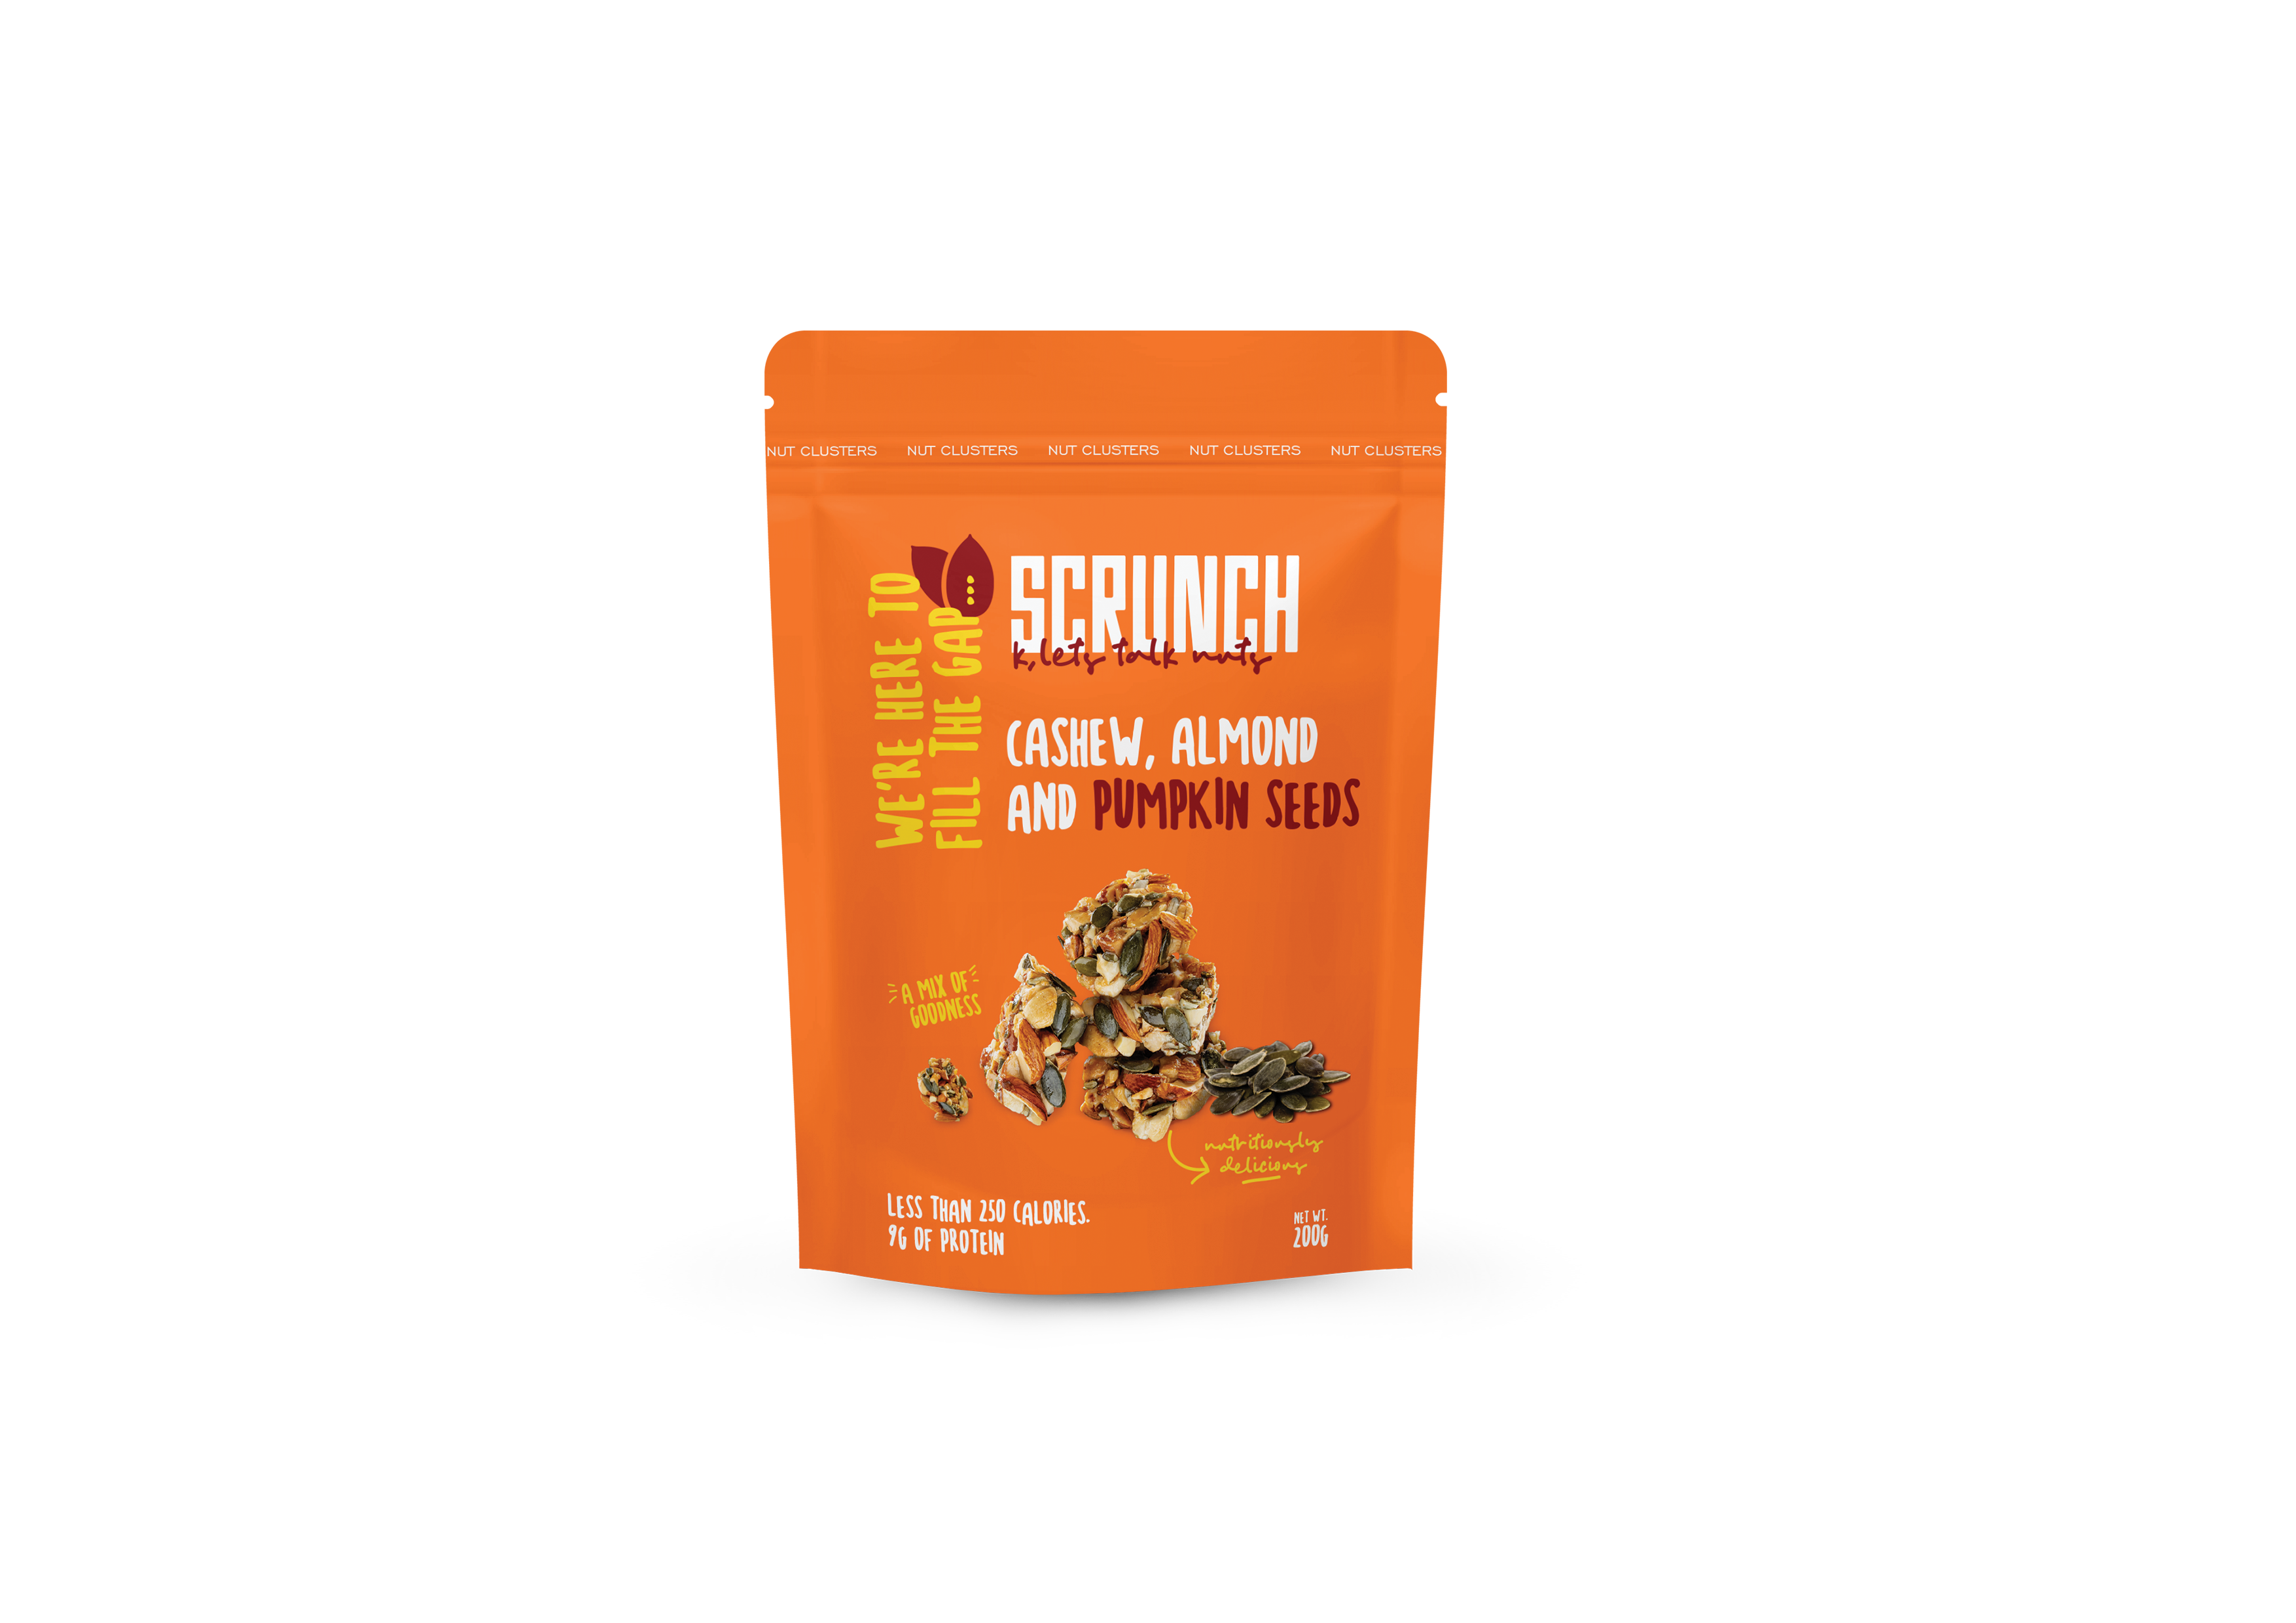 NUT CLUSTERS NUT CLUSTERS NUT CLUSTERS NUT CLUSTERS NUT CLUSTERS
WE'RE HERE TO
FILL THE GAP
SCRUNCH
k, lets talk nuts
CASHEW, ALMOND
AND PUMPKIN SEEDS
A MIX OF
GOODNESS
nutritiously
delicious
LESS THAN 250 CALORIES.
9G OF PROTEIN
NET WT.
200G